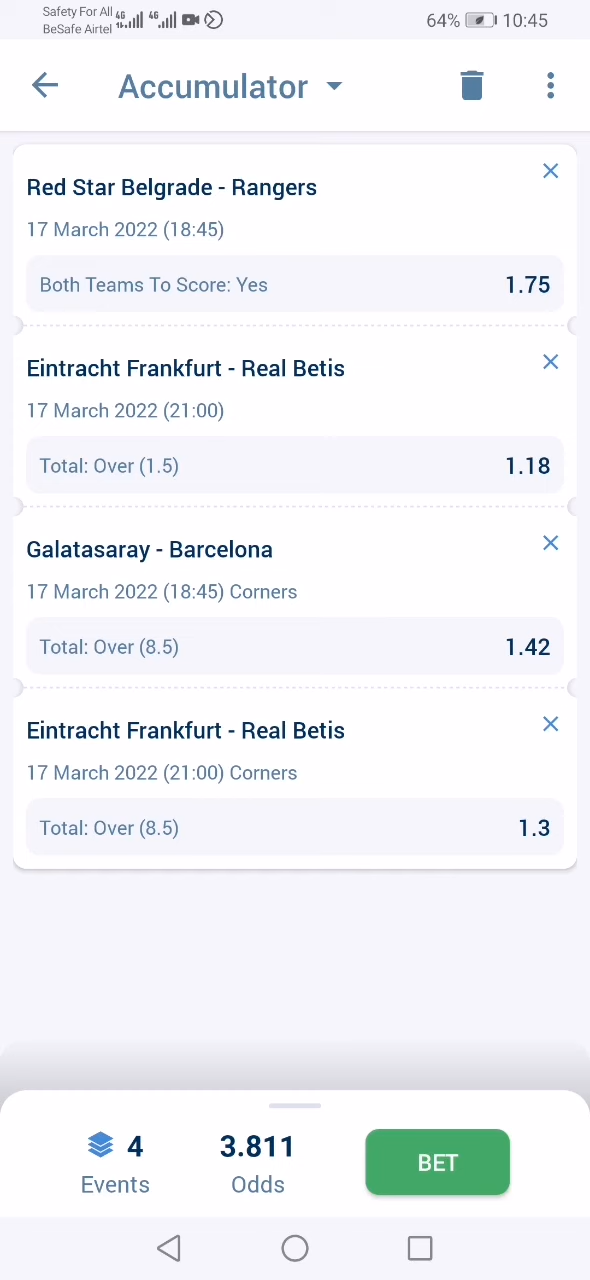 Safety For All
BeSafe Airtel
4G 4G 64% 10:45
Accumulator
Red Star Belgrade - Rangers
17 March 2022 (18:45)
Both Teams To Score: Yes 1.75
Eintracht Frankfurt - Real Betis
17 March 2022 (21:00)
Total: Over (1.5) 1.18
Galatasaray - Barcelona
17 March 2022 (18:45) Corners
Total: Over (8.5) 1.42
Eintracht Frankfurt - Real Betis
17 March 2022 (21:00) Corners
Total: Over (8.5) 1.3
4 3.811 BET
Events Odds